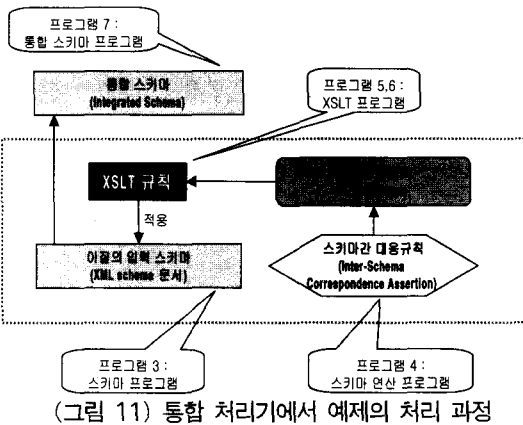 프로그램 7 :
통합 스키마 프로그램
통합 스키마
(Integrated Schema)
프로그램 5,6 :
XSLT 프로그램
XSLT 규칙
적용
이질의 입력 스키마
(XML scheme 문서)
스키마간 대응규칙
(Inter-Schema
Correspondence Assertion)
프로그램 3 :
스키마 프로그램
프로그램 4 :
스키마 연산 프로그램
(그림 11) 통합 처리기에서 예제의 처리 과정